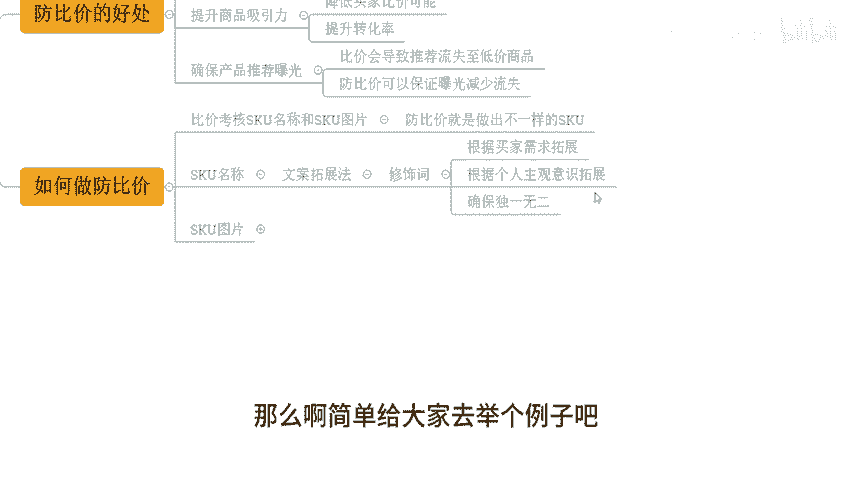 降低买家比价可能
防比价的好处
提升商品吸引力
提升转化率
比价会导致推荐流失至低价商品
确保产品推荐曝光
防比价可以保证曝光减少流失
比价考核SKU名称和SKU图片
防比价就是做出不一样的SKU
根据买家需求拓展
如何做防比价
SKU名称
文案拓展法
修饰词
根据个人主观意识拓展
确保独一无二
SKU图片
那么啊简单给大家去举个例子吧